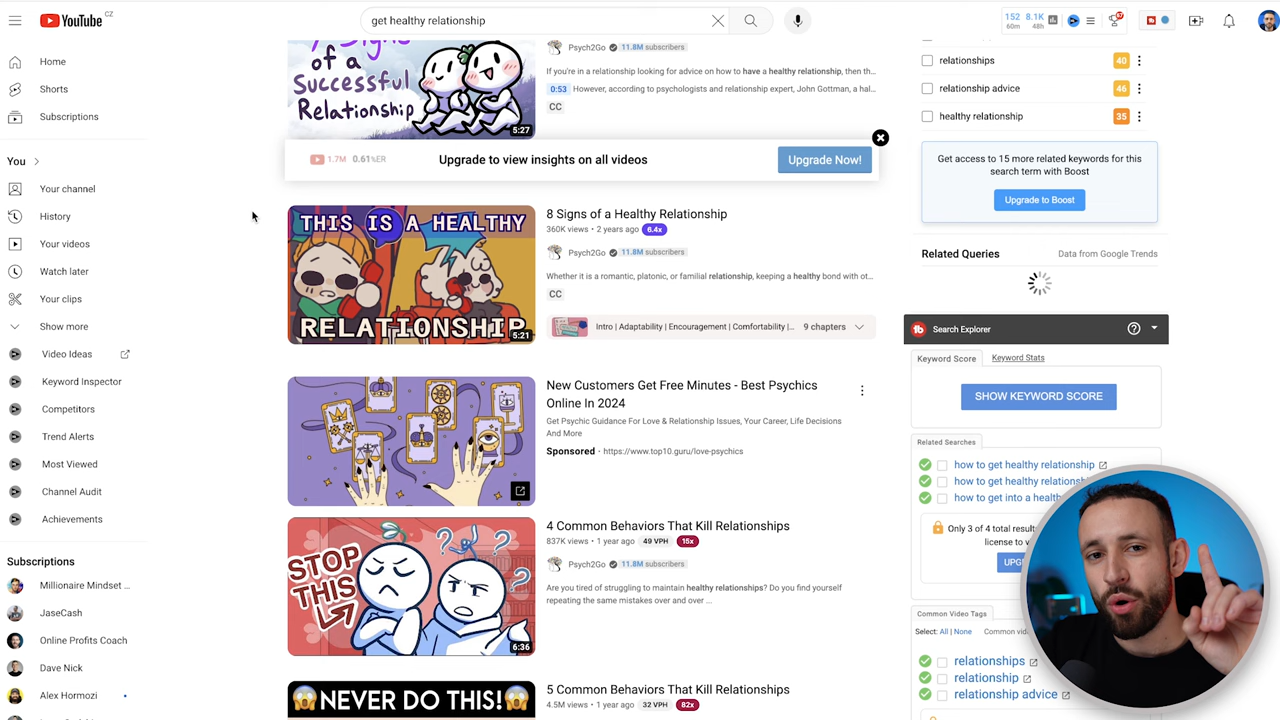 YouTube CZ
get healthy relationship
152 8.1K
60m 48h
Home
Shorts
Subscriptions
You
Your channel
History
Your videos
Watch later
Your clips
Show more
Video Ideas
Keyword Inspector
Competitors
Trend Alerts
Most Viewed
Channel Audit
Achievements
Subscriptions
Millionaire Mindset ...
JaseCash
Online Profits Coach
Dave Nick
Alex Hormozi
of a
Successful
Relationship
5:27
Psych2Go 11.8M subscribers
If you're in a relationship looking for advice on how to have a healthy relationship, then th...
0:53 However, according to psychologists and relationship expert, John Gottman, a hal...
CC
1.7M 0.61%ER
Upgrade to view insights on all videos
Upgrade Now!
THIS IS A HEALTHY
RELATIONSHIP
5:21
8 Signs of a Healthy Relationship
360K views • 2 years ago 6.4x
Psych2Go 11.8M subscribers
Whether it is a romantic, platonic, or familial relationship, keeping a healthy bond with ot...
CC
Intro | Adaptability | Encouragement | Comfortability |... 9 chapters
New Customers Get Free Minutes - Best Psychics
Online In 2024
Get Psychic Guidance For Love & Relationship Issues, Your Career, Life Decisions
And More
Sponsored · https://www.top10.guru/love-psychics
STOP
THIS
6:36
4 Common Behaviors That Kill Relationships
837K views • 1 year ago 49 VPH 15x
Psych2Go 11.8M subscribers
Are you tired of struggling to maintain healthy relationships? Do you find yourself
repeating the same mistakes over and over ...
NEVER DO THIS!
5 Common Behaviors That Kill Relationships
4.5M views • 1 year ago 32 VPH 82x
relationships 40
relationship advice 46
healthy relationship 35
Get access to 15 more related keywords for this
search term with Boost
Upgrade to Boost
Related Queries Data from Google Trends
Search Explorer
Keyword Score Keyword Stats
SHOW KEYWORD SCORE
Related Searches
how to get healthy relationship
how to get healthy relations
how to get into a health
Only 3 of 4 total result
license to v
UPG
Common Video Tags
Select: All | None Common vid
relationships
relationship
relationship advice